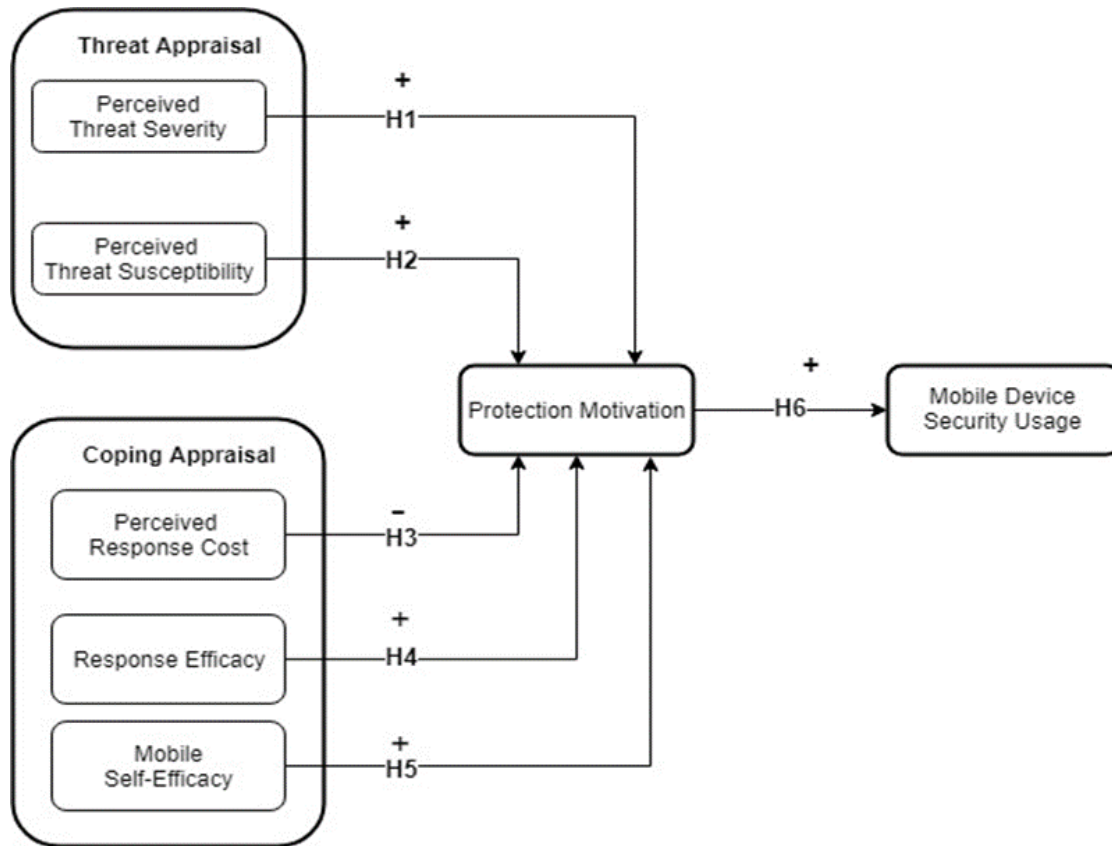 Threat Appraisal
Perceived
Threat Severity
+
H1
Perceived
Threat Susceptibility
+
H2
Protection Motivation
+
H6
Mobile Device
Security Usage
Coping Appraisal
Perceived
Response Cost
-
H3
Response Efficacy
+
H4
Mobile
Self-Efficacy
+
H5